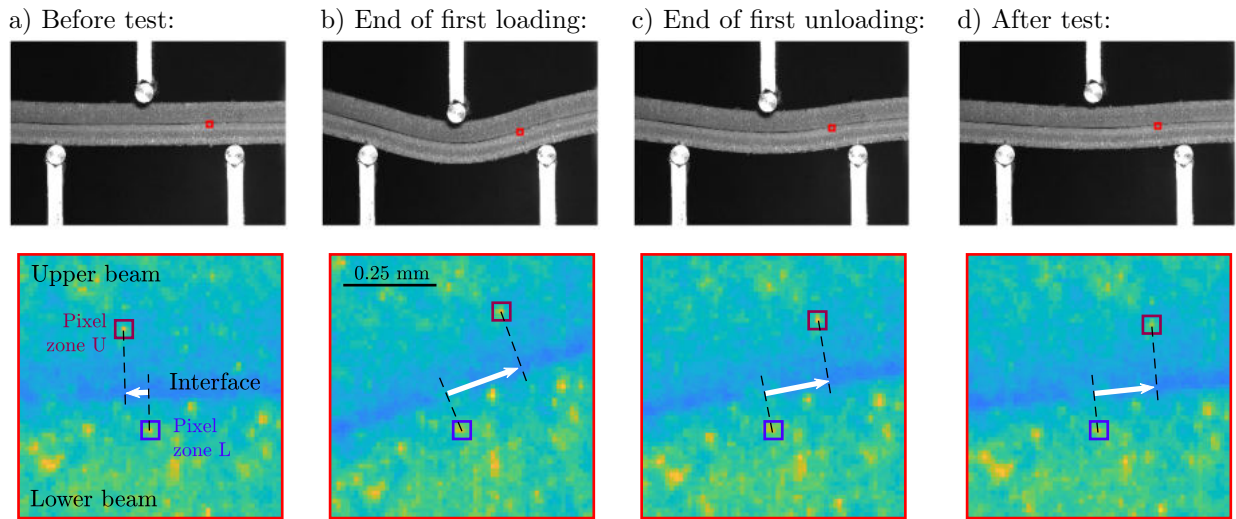 a) Before test:
b) End of first loading:
c) End of first unloading:
d) After test:
Upper beam
Pixel
zone U
Interface
Pixel
zone L
Lower beam
0.25 mm